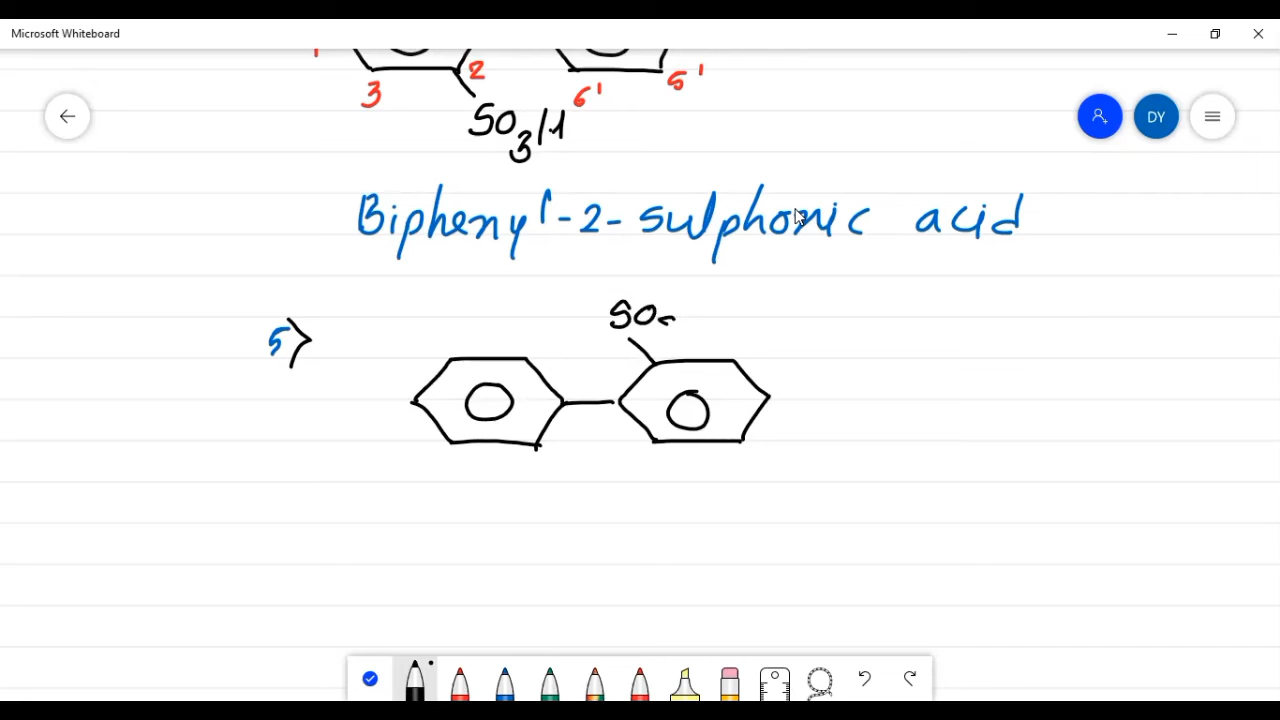 Microsoft Whiteboard
3 2 6' 5'
SO3H
DY
Biphenyl-2-sulphonic acid
5>
SO